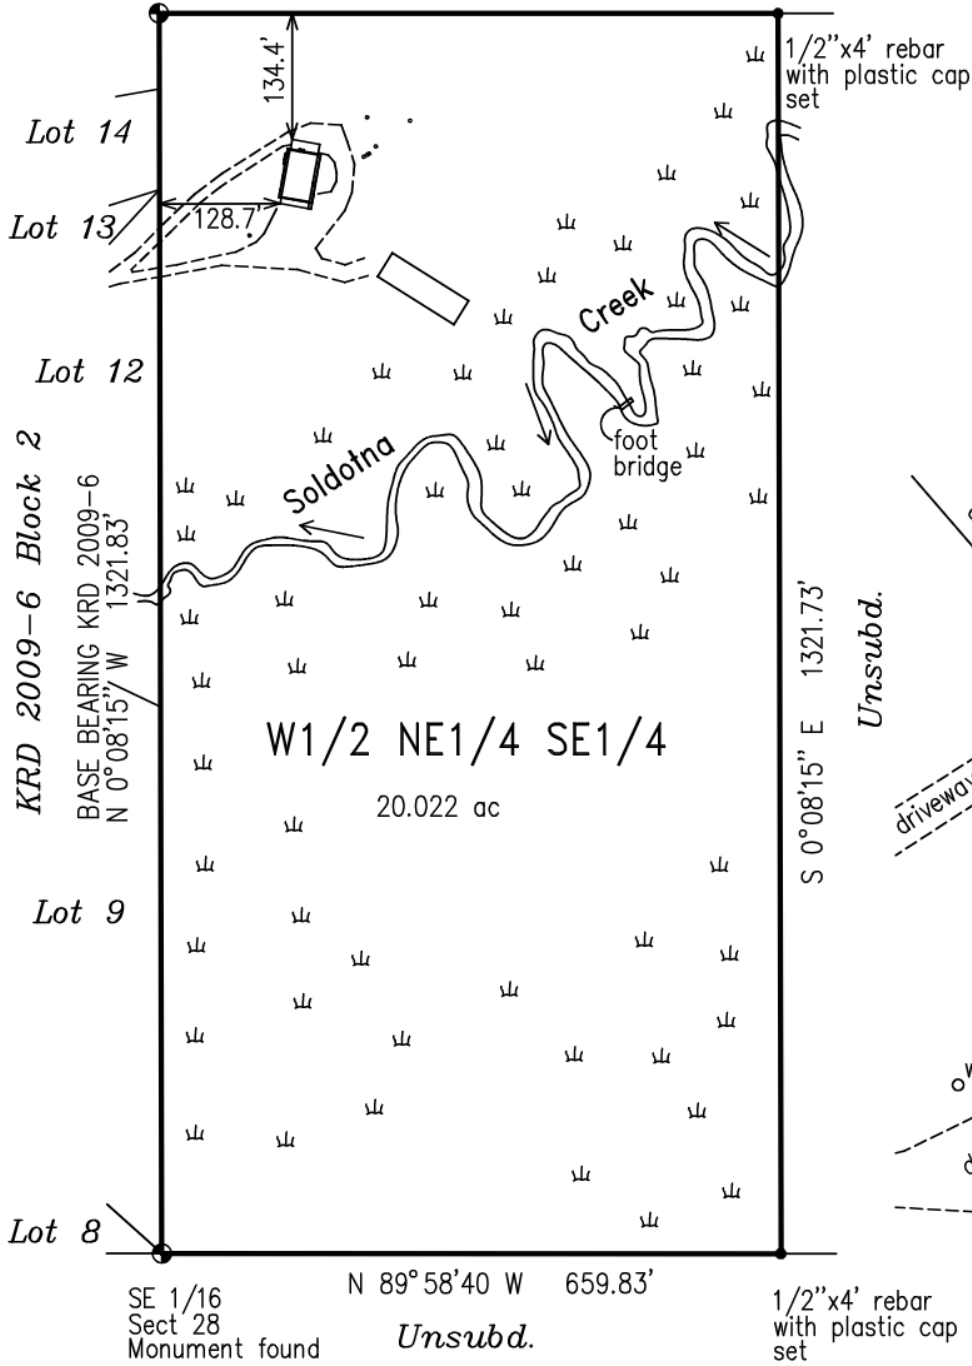 1/2"x4' rebar
with plastic cap
set
134.4'
Lot 14
Lot 13
128.7'
Creek
Lot 12
foot
bridge
Soldotna
KRD 2009-6 Block 2
BASE BEARING KRD 2009-6
N 0°08'15" W 1321.83'
S 0°08'15" E 1321.73'
Unsubd.
W1/2 NE1/4 SE1/4
20.022 ac
driveway
Lot 9
Lot 8
N 89°58'40 W 659.83'
SE 1/16
Sect 28
Monument found
Unsubd.
1/2"x4' rebar
with plastic cap
set